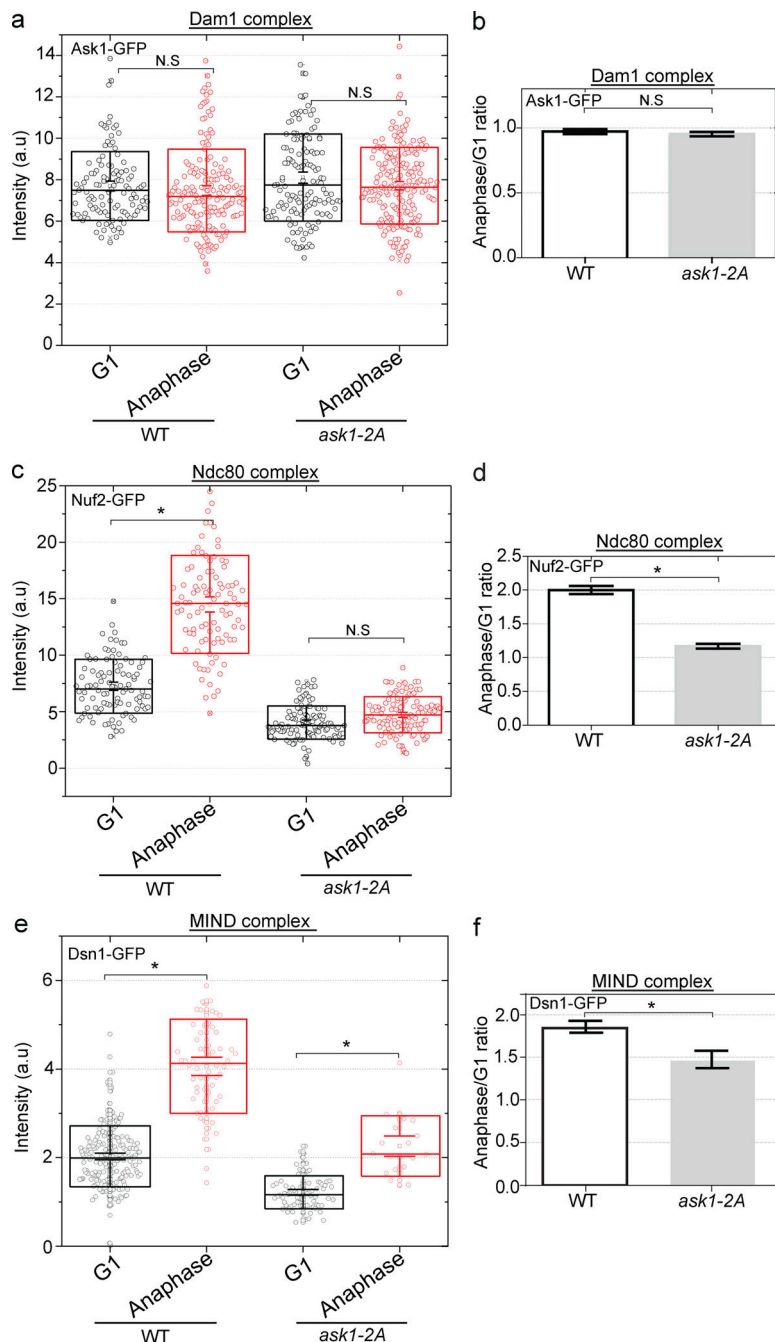 a
Dam1 complex
Ask1-GFP
N.S
N.S
14
12
10
8
6
4
2
0
Intensity (a.u)
G1
Anaphase
G1
Anaphase
WT
ask1-2A
b
Dam1 complex
Ask1-GFP
N.S
1.0
0.5
0.0
Anaphase/G1 ratio
WT
ask1-2A
c
Ndc80 complex
Nuf2-GFP
*
N.S
25
20
15
10
5
0
Intensity (a.u)
G1
Anaphase
G1
Anaphase
WT
ask1-2A
d
Ndc80 complex
Nuf2-GFP
*
2.5
2.0
1.5
1.0
0.5
0.0
Anaphase/G1 ratio
WT
ask1-2A
e
MIND complex
Dsn1-GFP
*
*
6
4
2
0
Intensity (a.u)
G1
Anaphase
G1
Anaphase
WT
ask1-2A
f
MIND complex
Dsn1-GFP
*
2.0
1.5
1.0
0.5
0.0
Anaphase/G1 ratio
WT
ask1-2A